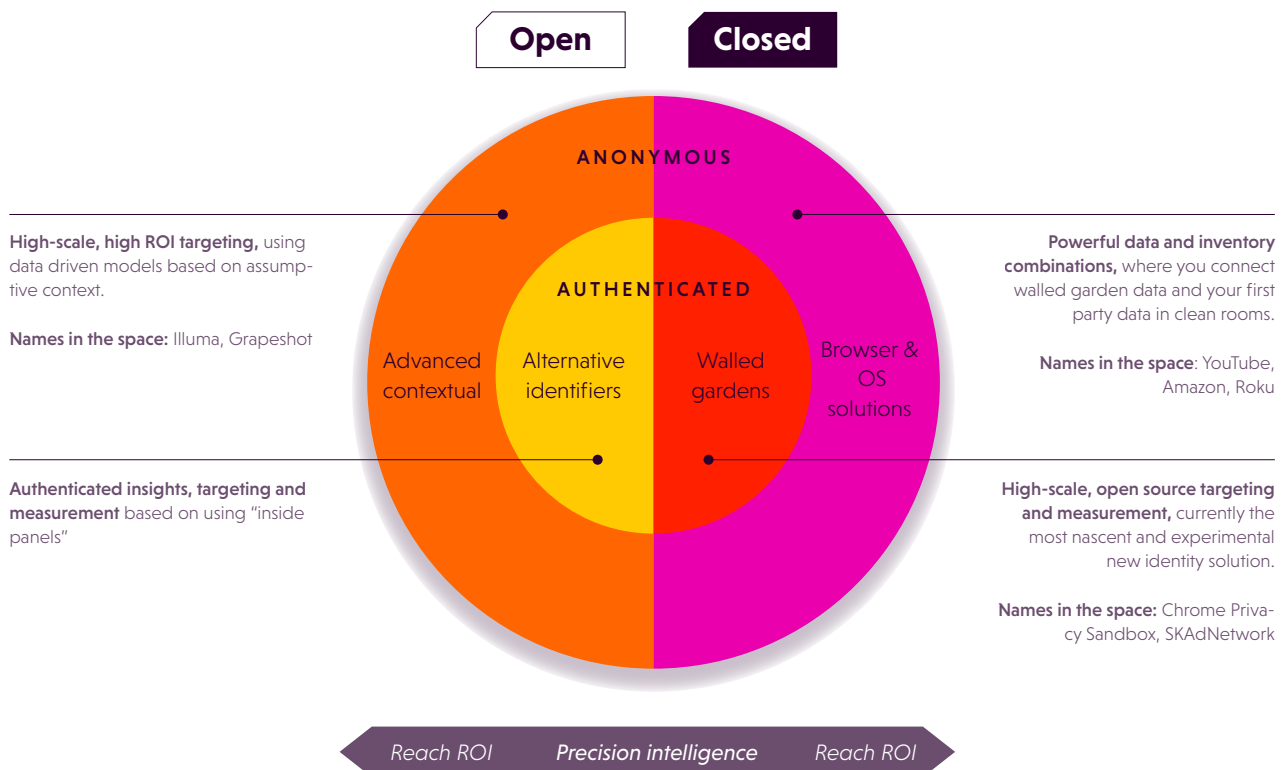 Open
Closed
ANONYMOUS
High-scale, high ROI targeting, using
data driven models based on assump-
tive context.
Names in the space: Illuma, Grapeshot
Powerful data and inventory
combinations, where you connect
walled garden data and your first
party data in clean rooms.
Names in the space: YouTube,
Amazon, Roku
AUTHENTICATED
Advanced
contextual
Alternative
identifiers
Walled
gardens
Browser &
OS
solutions
Authenticated insights, targeting and
measurement based on using “inside
panels”
High-scale, open source targeting
and measurement, currently the
most nascent and experimental
new identity solution.
Names in the space: Chrome Priva-
cy Sandbox, SKAdNetwork
Reach ROI
Precision intelligence
Reach ROI